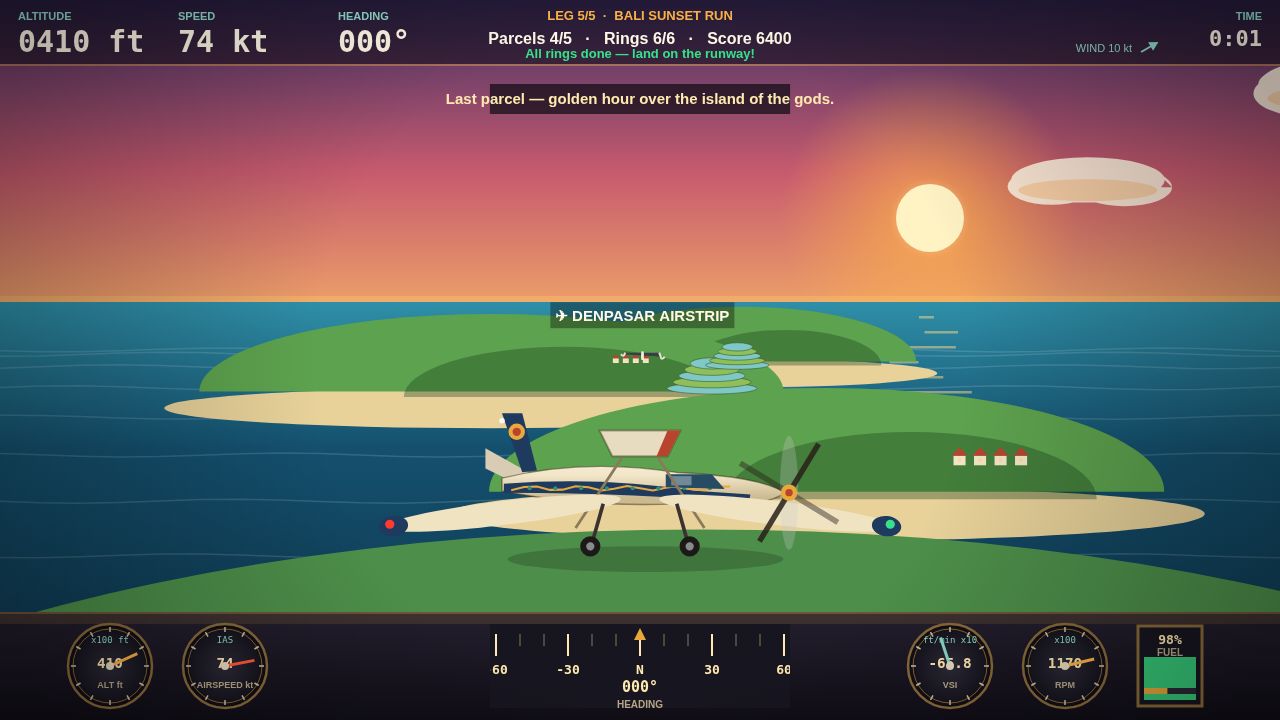 ALTITUDE
0410 ft
SPEED
74 kt
HEADING
000°
LEG 5/5 · BALI SUNSET RUN
Parcels 4/5 · Rings 6/6 · Score 6400
All rings done — land on the runway!
WIND 10 kt
TIME
0:01
Last parcel — golden hour over the island of the gods.
✈ DENPASAR AIRSTRIP
x100 ft
410
ALT ft
IAS
74
AIRSPEED kt
60 -30 N 30 60
000°
HEADING
ft/min x10
VSI
x100
1170
RPM
98%
FUEL